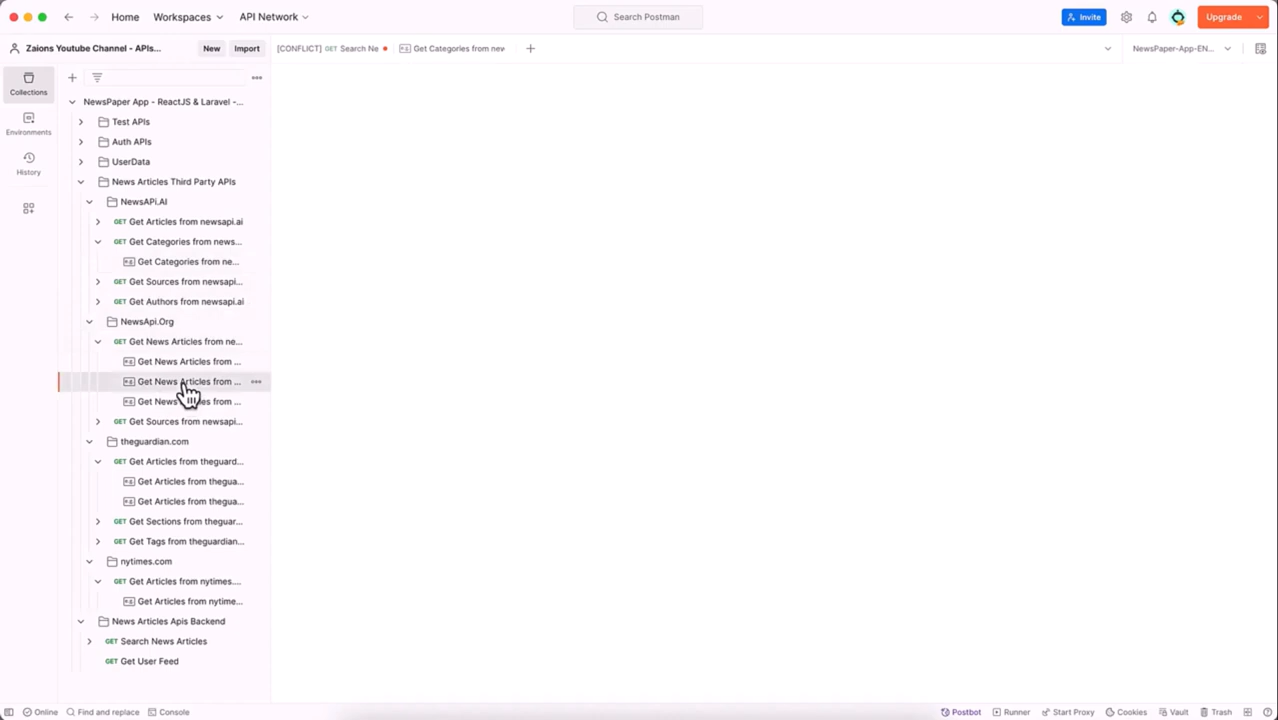 Home Workspaces API Network Search Postman Invite Upgrade
Zaions Youtube Channel - APIs... New Import [CONFLICT] GET Search Ne Get Categories from nev NewsPaper-App-EN...
Collections
Environments
History
NewsPaper App - ReactJS & Laravel -...
Test APIs
Auth APIs
UserData
News Articles Third Party APIs
NewsAPi.AI
GET Get Articles from newsapi.ai
GET Get Categories from news...
Get Categories from ne...
GET Get Sources from newsapi...
GET Get Authors from newsapi.ai
NewsApi.Org
GET Get News Articles from ne...
Get News Articles from ...
Get News Articles from ...
Get News from ...
GET Get Sources from newsapi...
theguardian.com
GET Get Articles from theguard...
Get Articles from thegua...
Get Articles from thegua...
GET Get Sections from theguar...
GET Get Tags from theguardian...
nytimes.com
GET Get Articles from nytimes....
Get Articles from nytime...
News Articles Apis Backend
GET Search News Articles
GET Get User Feed
Online Find and replace Console Postbot Runner Start Proxy Cookies Vault Trash